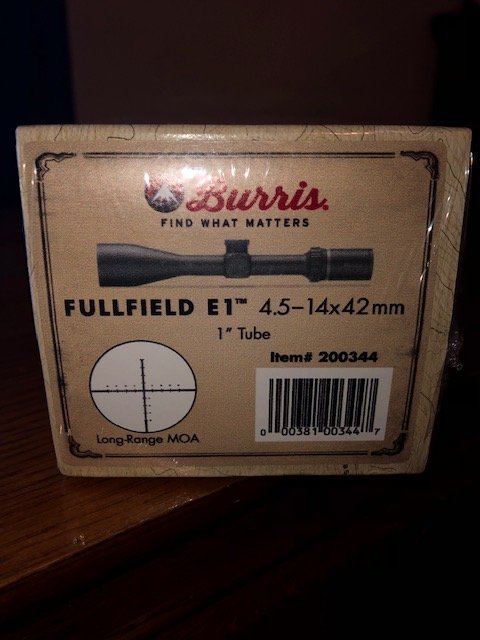 Burris.
FIND WHAT MATTERS
FULLFIELD E1™ 4.5–14x42mm
1" Tube
Item# 200344
Long-Range MOA
0 00381 00344 7